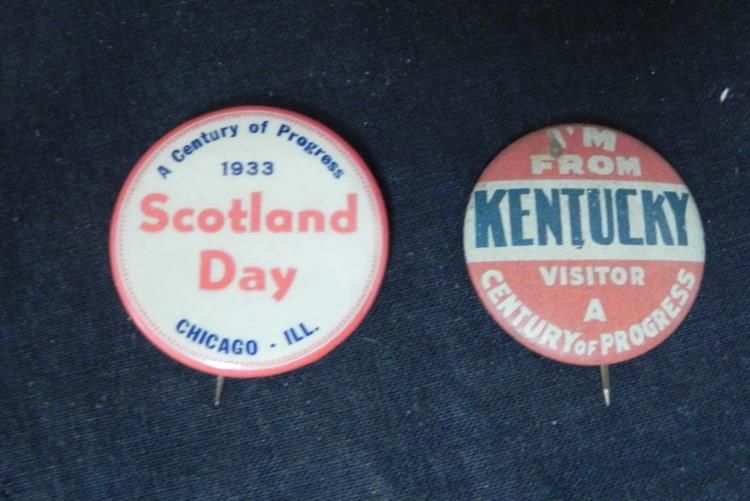 A Century of Progress
1933
Scotland
Day
CHICAGO - ILL.
I'M
FROM
KENTUCKY
VISITOR
A
CENTURY OF PROGRESS